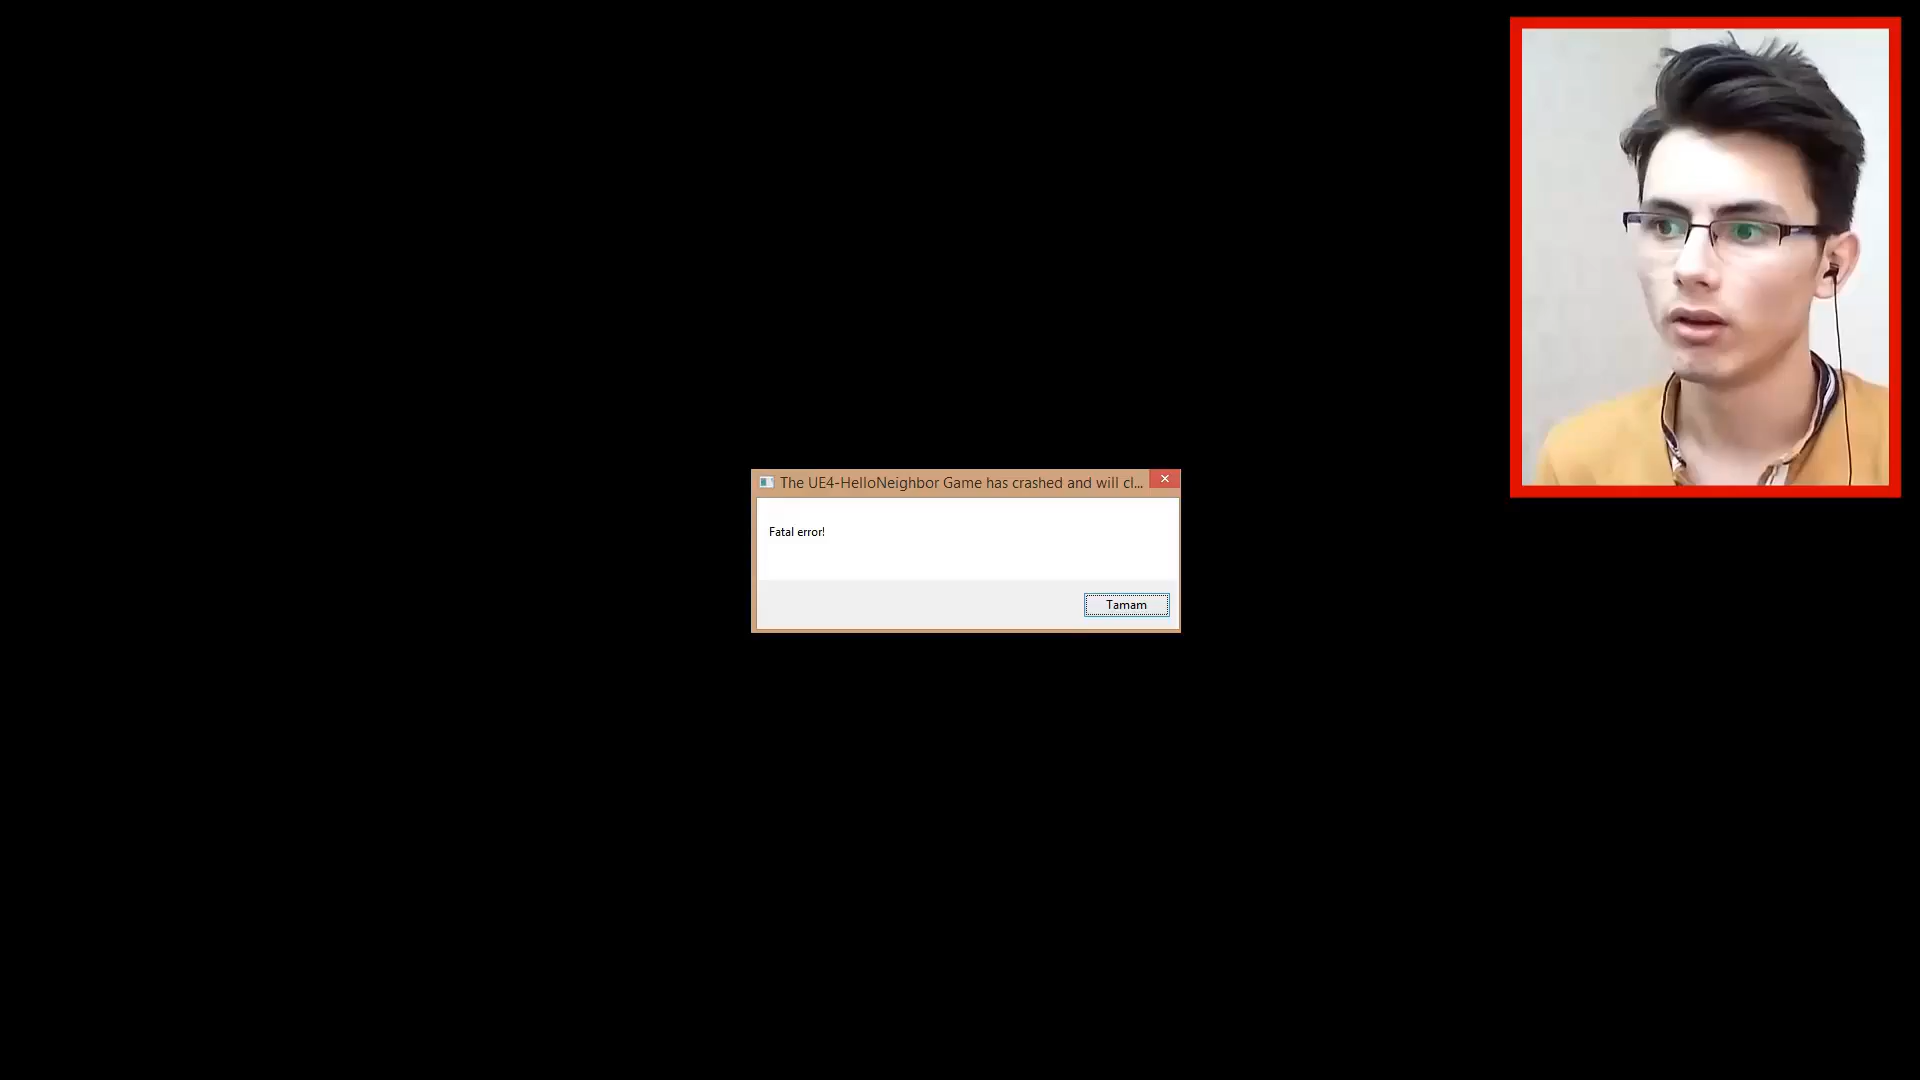 The UE4-HelloNeighbor Game has crashed and will cl...
Fatal error!
Tamam